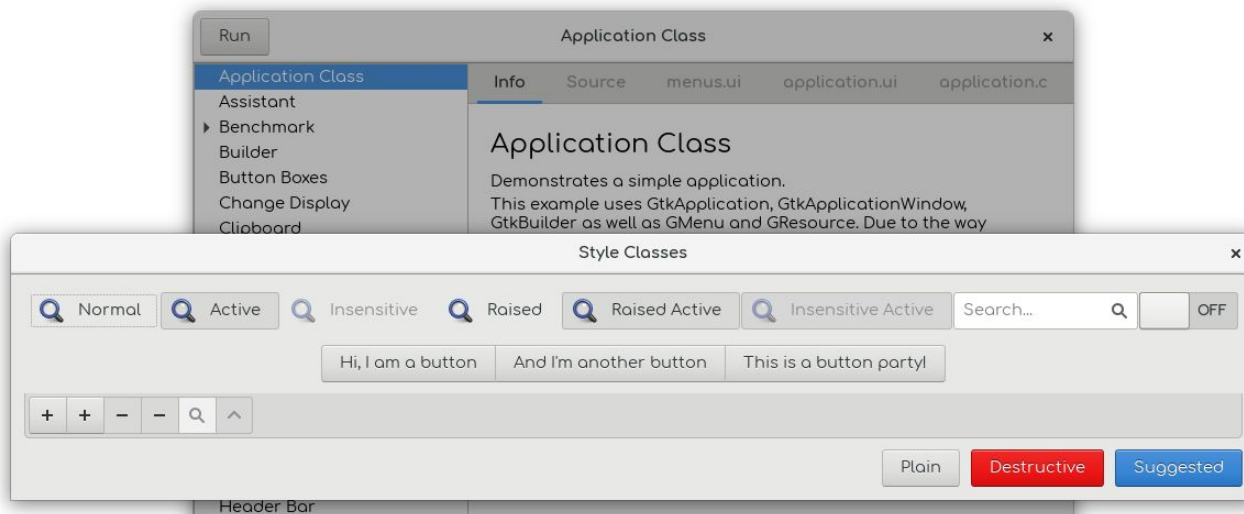 Run
Application Class
Application Class
Assistant
Benchmark
Builder
Button Boxes
Change Display
Clipboard
Info Source menus.ui application.ui application.c
Application Class
Demonstrates a simple application.
This example uses GtkApplication, GtkApplicationWindow,
GtkBuilder as well as GMenu and GResource. Due to the way
Style Classes
Normal Active Insensitive Raised Raised Active Insensitive Active Search... OFF
Hi, I am a button And I'm another button This is a button party!
Plain Destructive Suggested
Header Bar